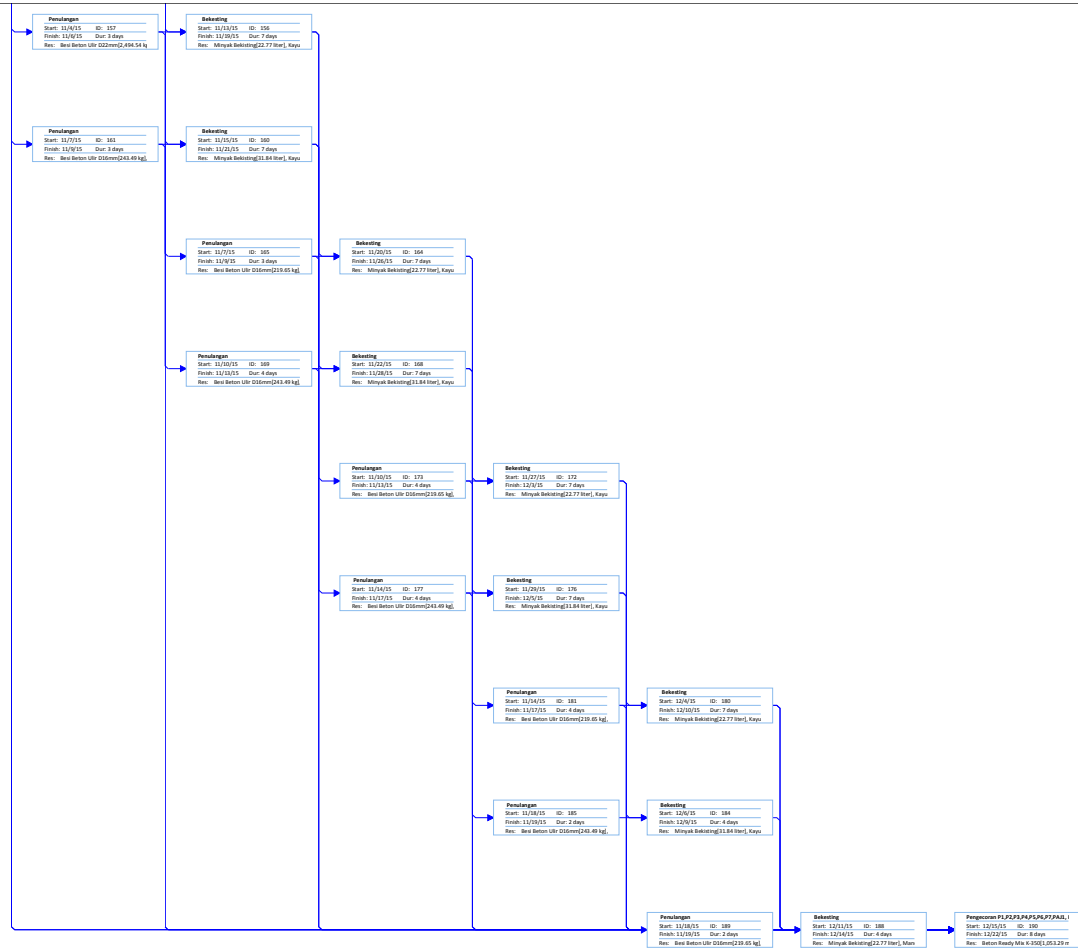 Penulangan
Start: 11/4/15 ID: 157
Finish: 11/6/15 Dur: 3 days
Res: Besi Beton Ulir D22mm[2,494.54 kg
Bekesting
Start: 11/13/15 ID: 156
Finish: 11/19/15 Dur: 7 days
Res: Minyak Bekisting[22.77 liter], Kayu
Penulangan
Start: 11/7/15 ID: 161
Finish: 11/9/15 Dur: 3 days
Res: Besi Beton Ulir D16mm[243.49 kg],
Bekesting
Start: 11/15/15 ID: 160
Finish: 11/21/15 Dur: 7 days
Res: Minyak Bekisting[31.84 liter], Kayu
Penulangan
Start: 11/7/15 ID: 165
Finish: 11/9/15 Dur: 3 days
Res: Besi Beton Ulir D16mm[219.65 kg],
Bekesting
Start: 11/20/15 ID: 164
Finish: 11/26/15 Dur: 7 days
Res: Minyak Bekisting[22.77 liter], Kayu
Penulangan
Start: 11/10/15 ID: 169
Finish: 11/13/15 Dur: 4 days
Res: Besi Beton Ulir D16mm[243.49 kg],
Bekesting
Start: 11/22/15 ID: 168
Finish: 11/28/15 Dur: 7 days
Res: Minyak Bekisting[31.84 liter], Kayu
Penulangan
Start: 11/10/15 ID: 173
Finish: 11/13/15 Dur: 4 days
Res: Besi Beton Ulir D16mm[219.65 kg],
Bekesting
Start: 11/27/15 ID: 172
Finish: 12/3/15 Dur: 7 days
Res: Minyak Bekisting[22.77 liter], Kayu
Penulangan
Start: 11/14/15 ID: 177
Finish: 11/17/15 Dur: 4 days
Res: Besi Beton Ulir D16mm[243.49 kg],
Bekesting
Start: 11/29/15 ID: 176
Finish: 12/5/15 Dur: 7 days
Res: Minyak Bekisting[31.84 liter], Kayu
Penulangan
Start: 11/14/15 ID: 181
Finish: 11/17/15 Dur: 4 days
Res: Besi Beton Ulir D16mm[219.65 kg],
Bekesting
Start: 12/4/15 ID: 180
Finish: 12/10/15 Dur: 7 days
Res: Minyak Bekisting[22.77 liter], Kayu
Penulangan
Start: 11/18/15 ID: 185
Finish: 11/19/15 Dur: 2 days
Res: Besi Beton Ulir D16mm[243.49 kg],
Bekesting
Start: 12/6/15 ID: 184
Finish: 12/9/15 Dur: 4 days
Res: Minyak Bekisting[31.84 liter], Kayu
Penulangan
Start: 11/18/15 ID: 189
Finish: 11/19/15 Dur: 2 days
Res: Besi Beton Ulir D16mm[219.65 kg],
Bekesting
Start: 12/11/15 ID: 188
Finish: 12/14/15 Dur: 4 days
Res: Minyak Bekisting[22.77 liter], Man
Pengecoran P1,P2,P3,P4,P5,P6,P7,PAJ1,
Start: 12/15/15 ID: 190
Finish: 12/22/15 Dur: 8 days
Res: Beton Ready Mix K-350[1,053.29 m